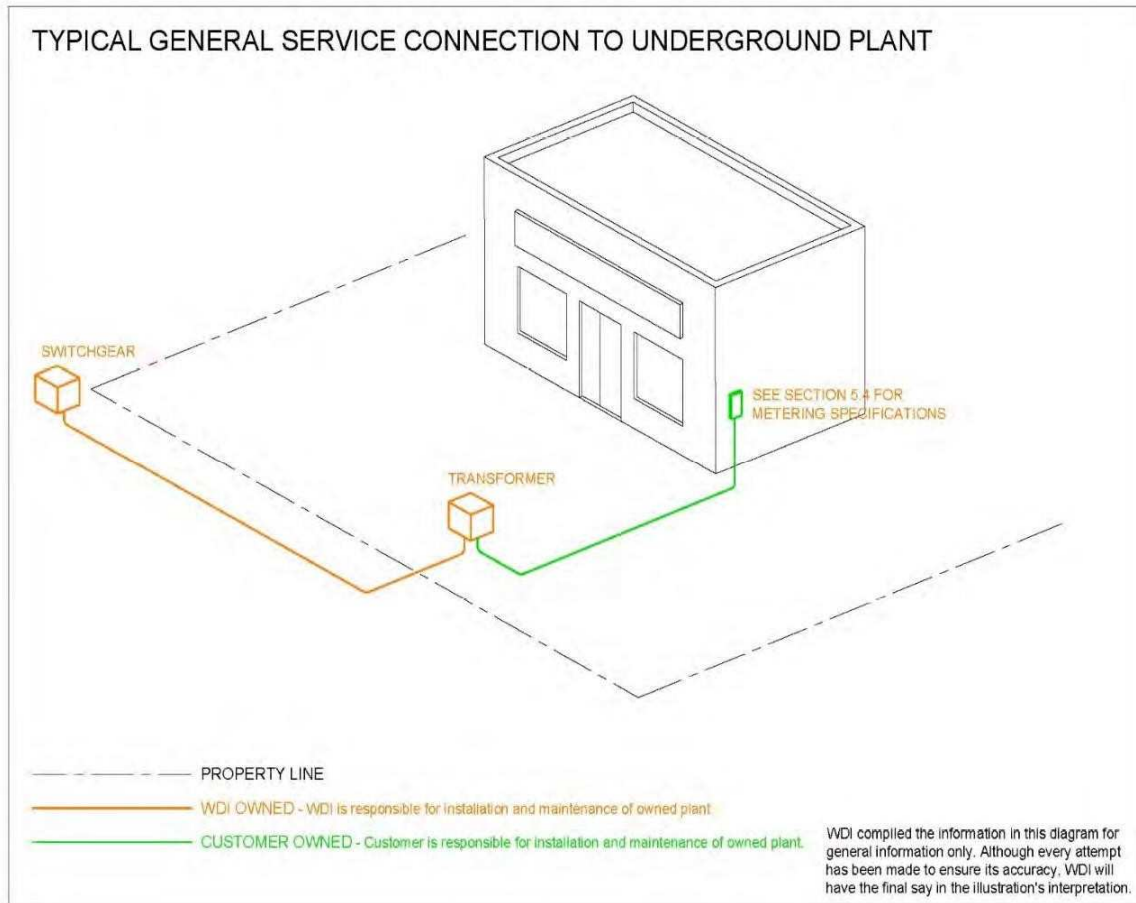 TYPICAL GENERAL SERVICE CONNECTION TO UNDERGROUND PLANT
SWITCHGEAR
SEE SECTION 5.4 FOR
METERING SPECIFICATIONS
TRANSFORMER
PROPERTY LINE
WDI OWNED - WDI is responsible for installation and maintenance of owned plant
CUSTOMER OWNED - Customer is responsible for installation and maintenance of owned plant.
WDI compiled the information in this diagram for
general information only. Although every attempt
has been made to ensure its accuracy, WDI will
have the final say in the illustration's interpretation.